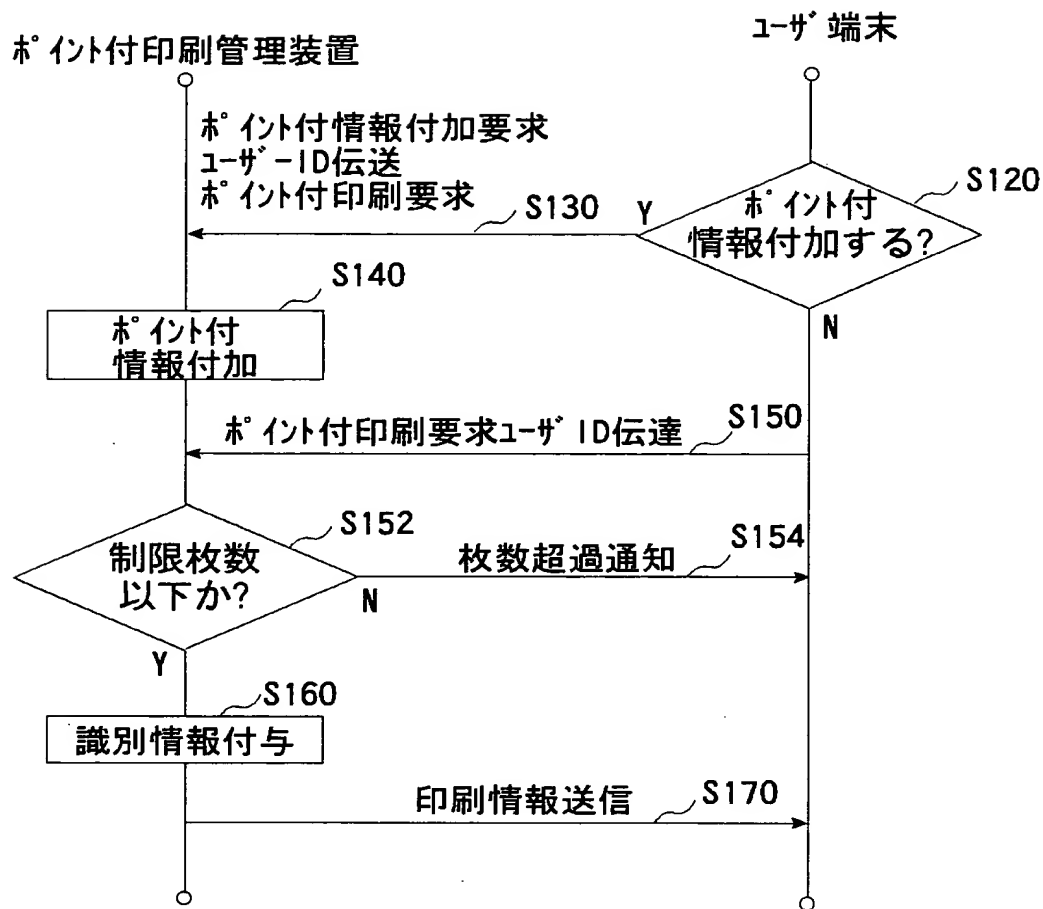 ﾎﾟｲﾝﾄ付印刷管理装置
ﾕｰｻﾞ端末
ﾎﾟｲﾝﾄ付情報付加要求
ﾕｰｻﾞｰID伝送
ﾎﾟｲﾝﾄ付印刷要求
S130
Y
ﾎﾟｲﾝﾄ付
情報付加する?
S120
N
S140
ﾎﾟｲﾝﾄ付
情報付加
ﾎﾟｲﾝﾄ付印刷要求ﾕｰｻﾞID伝達
S150
制限枚数
以下か?
S152
N
Y
枚数超過通知
S154
S160
識別情報付与
印刷情報送信
S170